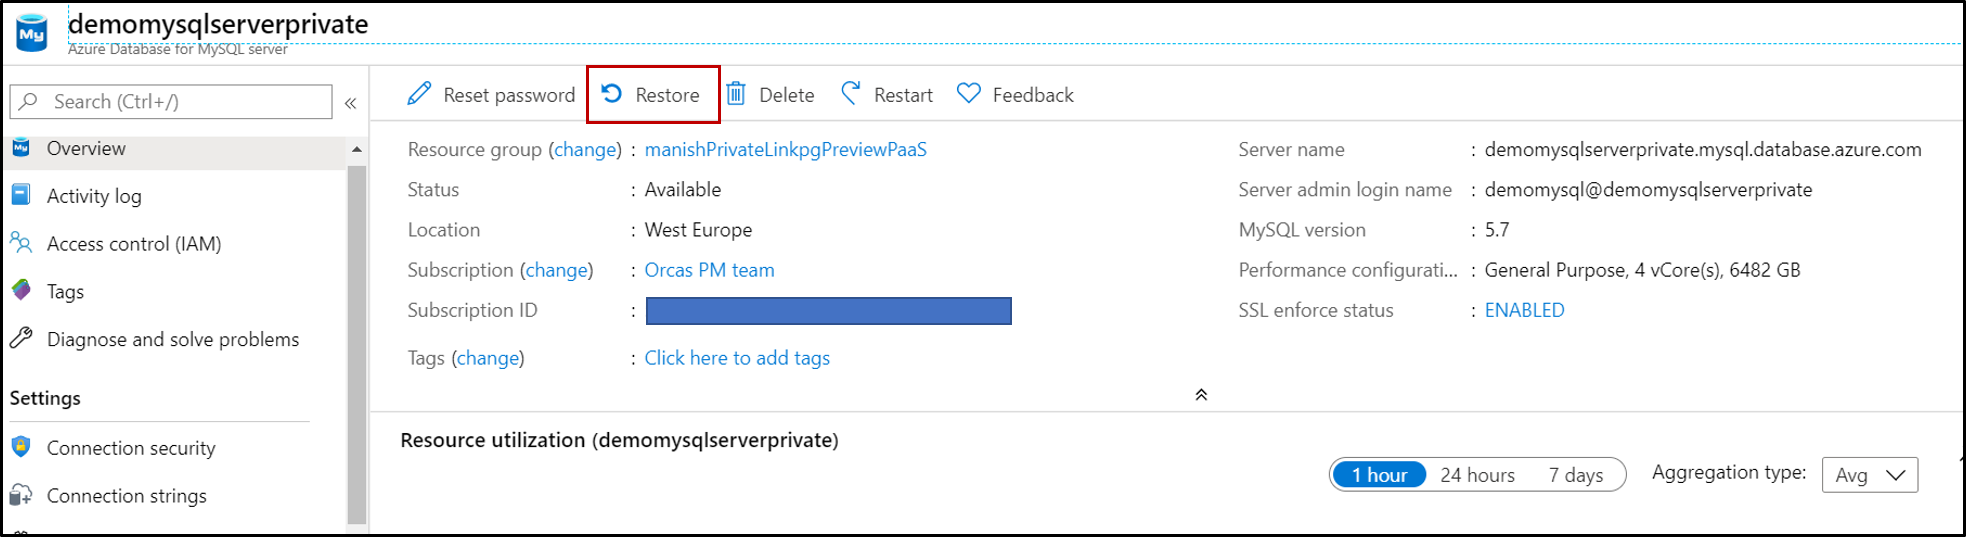 My
demomysqlserverprivate
Azure Database for MySQL server
Search (Ctrl+/)
«
Reset password Restore Delete Restart Feedback
My
Overview
Activity log
Access control (IAM)
Tags
Diagnose and solve problems
Settings
Connection security
Connection strings
Resource group (change) : manishPrivateLinkpgPreviewPaaS
Status : Available
Location : West Europe
Subscription (change) : Orcas PM team
Subscription ID :
Tags (change) : Click here to add tags
Server name : demomysqlserverprivate.mysql.database.azure.com
Server admin login name : demomysql@demomysqlserverprivate
MySQL version : 5.7
Performance configurati... : General Purpose, 4 vCore(s), 6482 GB
SSL enforce status : ENABLED
Resource utilization (demomysqlserverprivate)
1 hour 24 hours 7 days Aggregation type: Avg